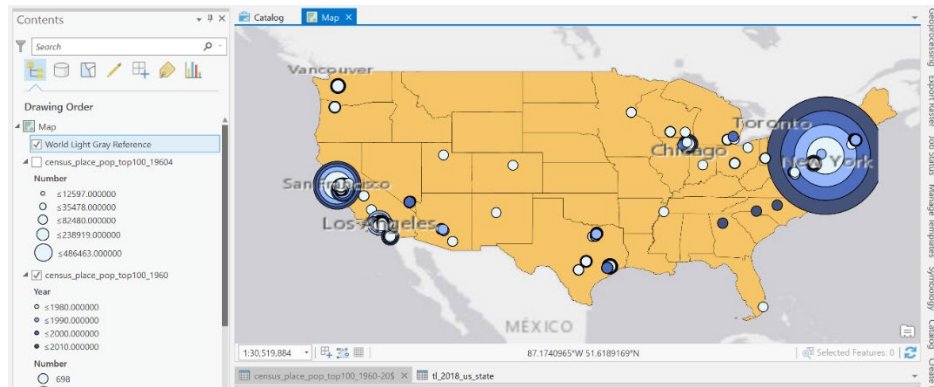 Contents
Search
Drawing Order
Map
World Light Gray Reference
census_place_pop_top100_19604
Number
≤12597.000000
≤35478.000000
≤82480.000000
≤238919.000000
≤486463.000000
census_place_pop_top100_1960
Year
≤1980.000000
≤1990.000000
≤2000.000000
≤2010.000000
Number
698
Catalog
Map
Vancouver
Toronto
Chicago
New York
San Francisco
Los Angeles
MÉXICO
1:30,519,884
87.1740965°W 51.6189169°N
Selected Features: 0
census_place_pop_top100_1960-20$
tl_2018_us_state
Geoprocessing
Export Raster
Job Status
Manage Templates
Symbology
Catalog